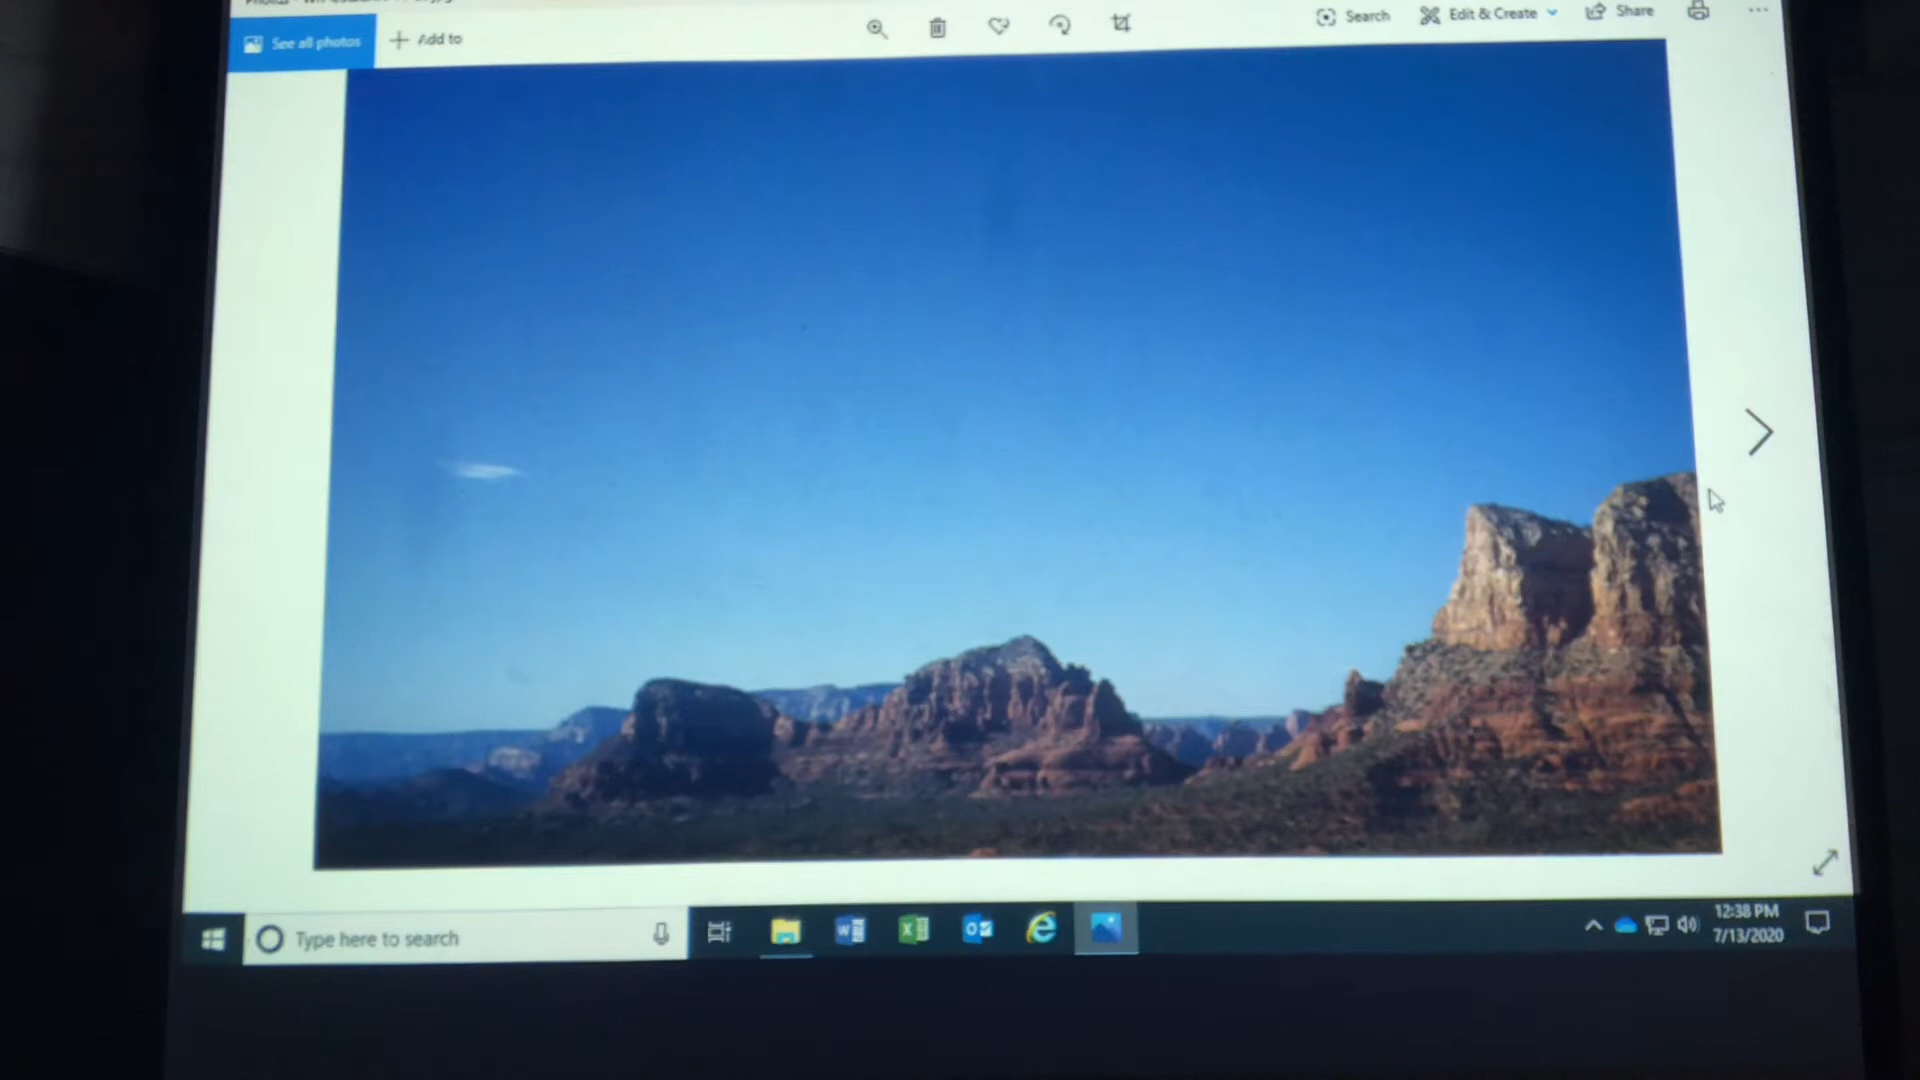 See all photos
Add to
Search
Edit & Create
Share
Type here to search
12:38 PM
7/13/2020